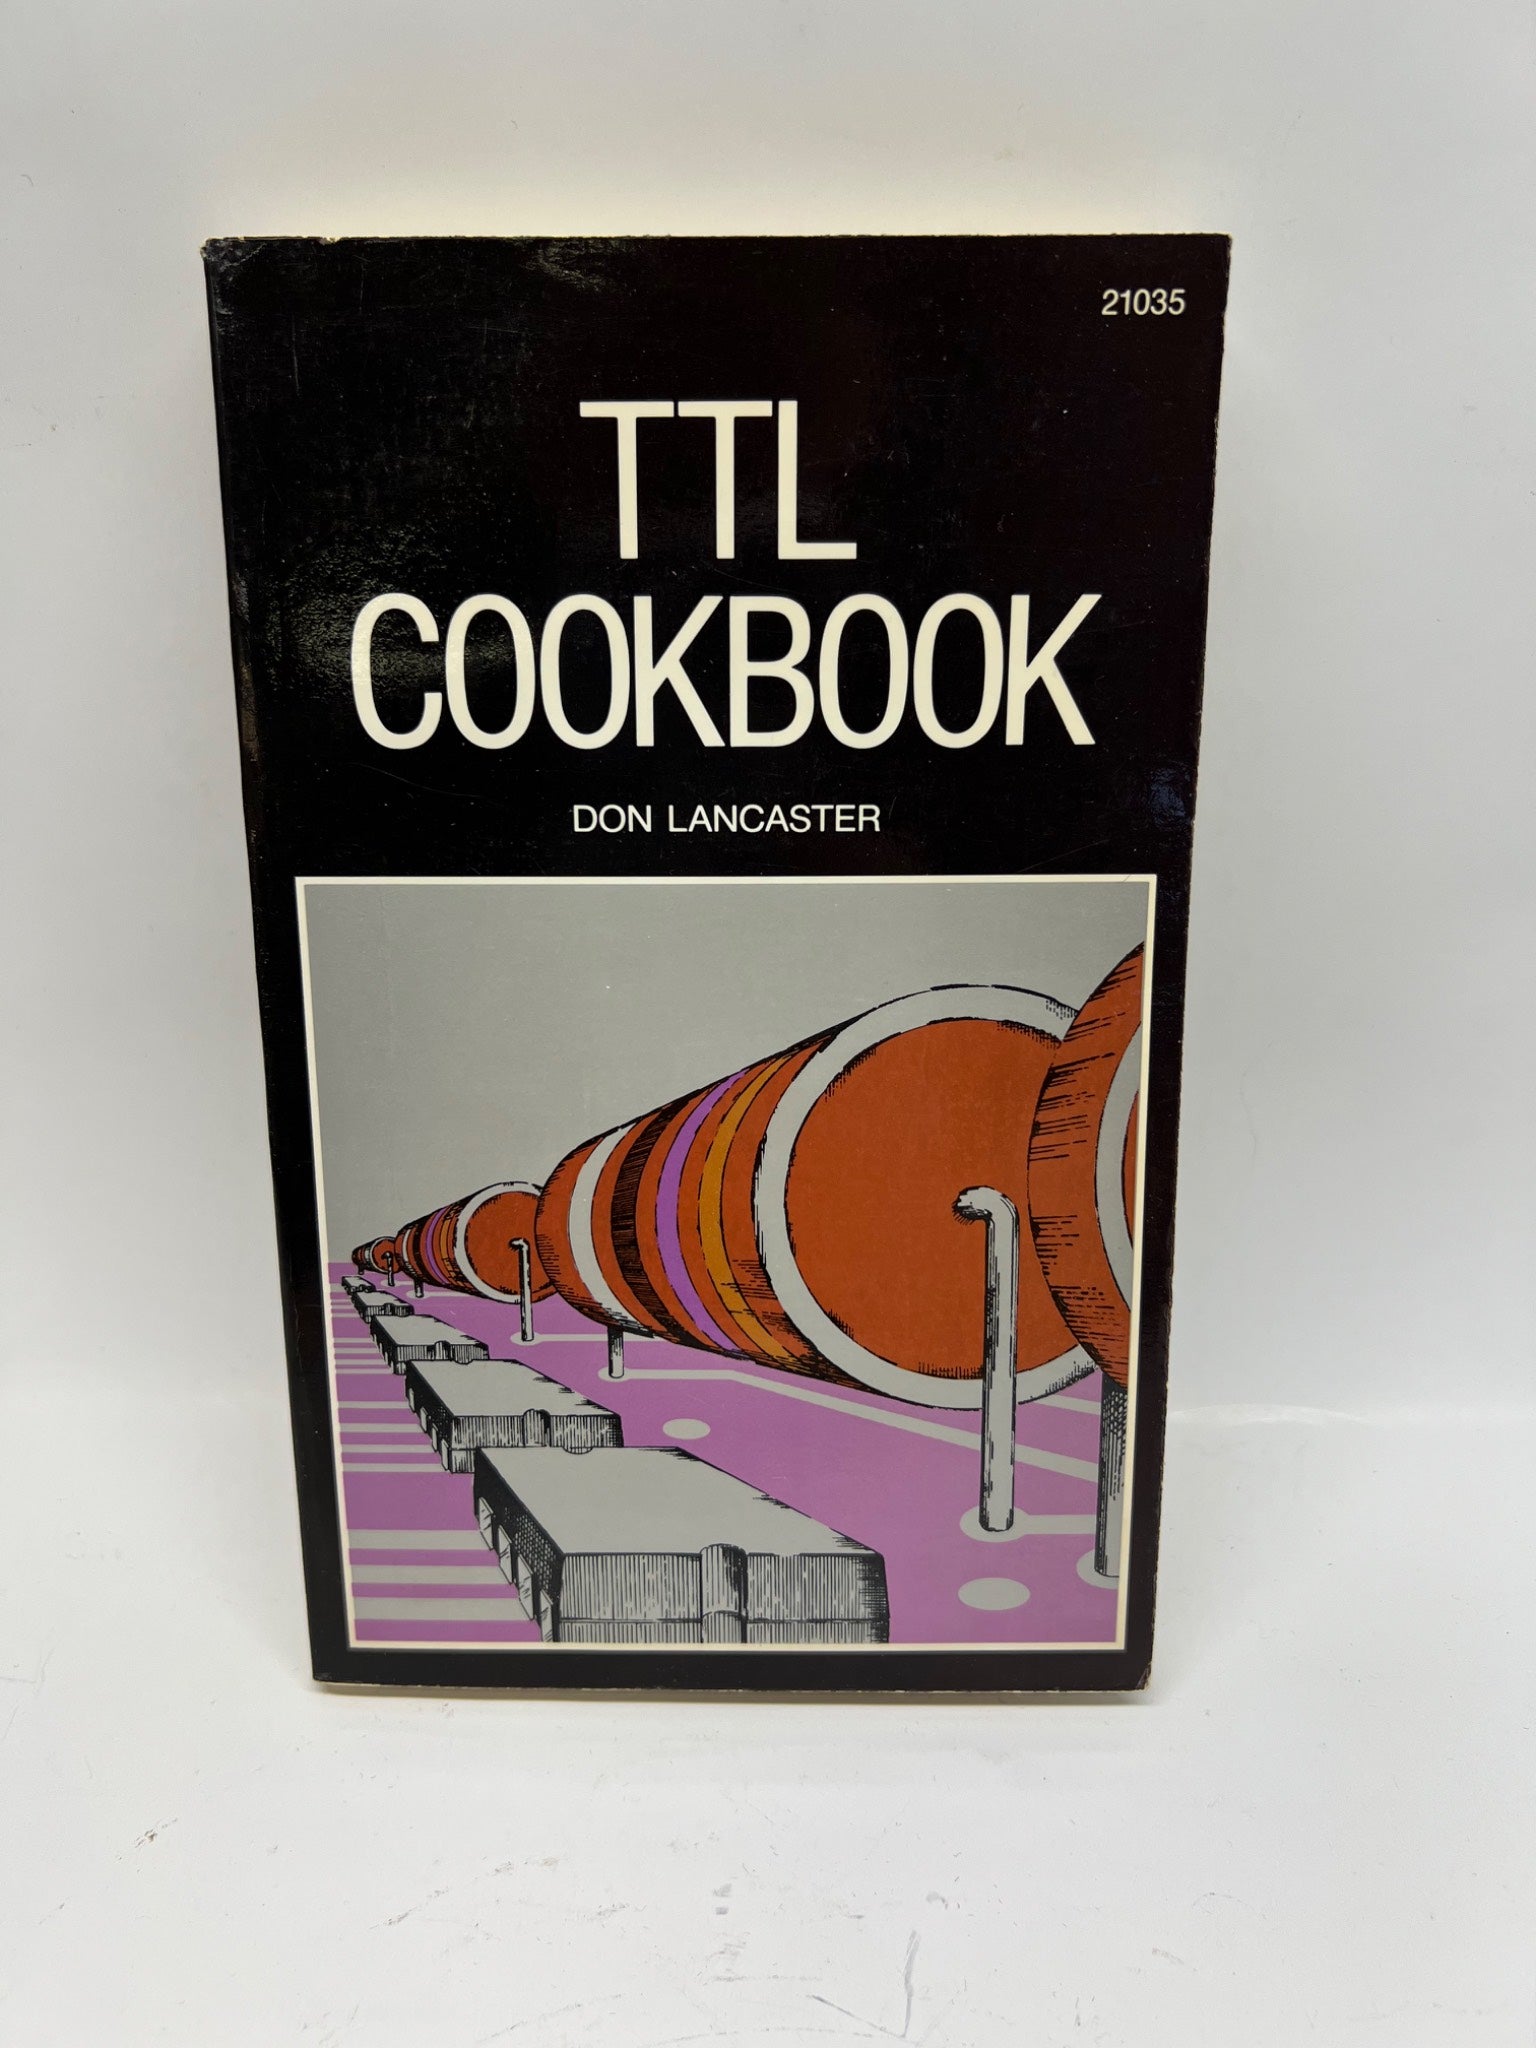 21035
TTL
COOKBOOK
DON LANCASTER